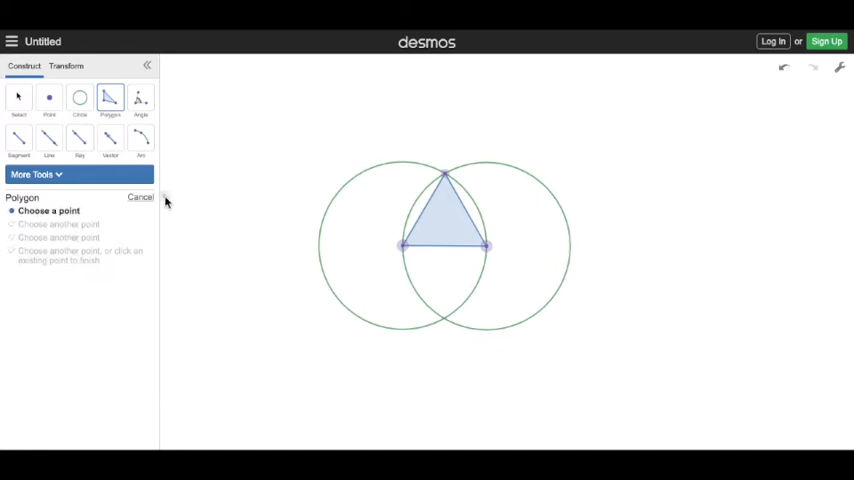 Untitled
desmos
Log In or Sign Up
Construct Transform
Select Point Circle Polygon Angle
Segment Line Ray Vector Arc
More Tools
Polygon Cancel
Choose a point
Choose another point
Choose another point
Choose another point, or click an
existing point to finish